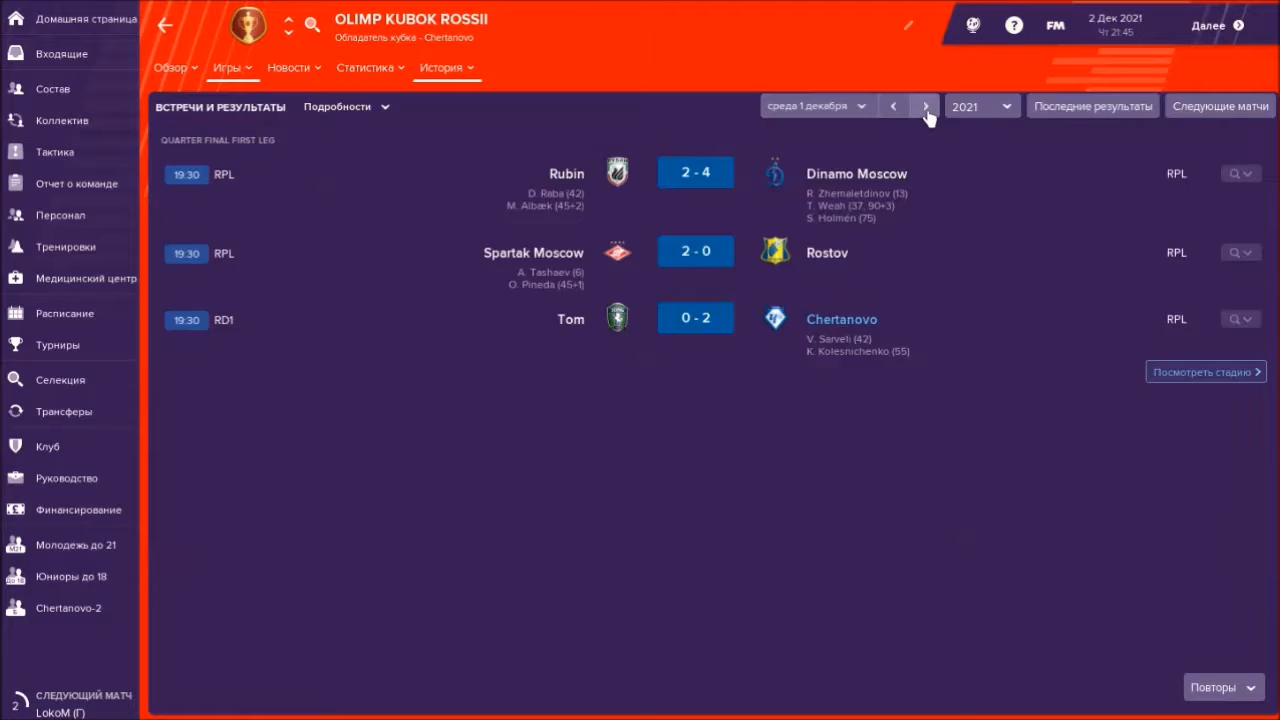 Домашняя страница
Входящие
Состав
Коллектив
Тактика
Отчет о команде
Персонал
Тренировки
Медицинский центр
Расписание
Турниры
Селекция
Трансферы
Клуб
Руководство
Финансирование
M21 Молодежь до 21
До 18 Юниоры до 18
Б Chertanovo-2
СЛЕДУЮЩИЙ МАТЧ
2 LokoM (Г)
OLIMP KUBOK ROSSII
Обладатель кубка - Chertanovo
? FM 2 Дек 2021
Чт 21:45
Далее
Обзор Игры Новости Статистика История
ВСТРЕЧИ И РЕЗУЛЬТАТЫ Подробности среда 1 декабря 2021 Последние результаты Следующие матчи
QUARTER FINAL FIRST LEG
19:30 RPL Rubin 2 - 4 Dinamo Moscow RPL
D. Raba (42) R. Zhemaletdinov (13)
M. Albæk (45+2) T. Weah (37, 90+3)
S. Holmén (75)
19:30 RPL Spartak Moscow 2 - 0 Rostov RPL
A. Tashaev (6)
O. Pineda (45+1)
19:30 RD1 Tom 0 - 2 Chertanovo RPL
V. Sarveli (42)
K. Kolesnichenko (55)
Посмотреть стадию
Повторы